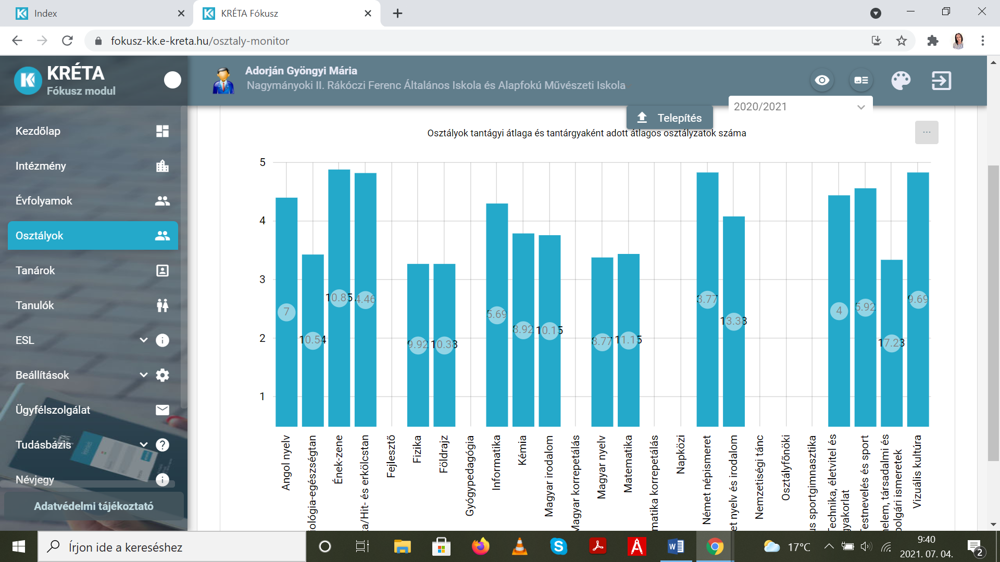 Index
KRÉTA Fókusz
fokusz-kk.e-kreta.hu/osztaly-monitor
KRÉTA
Fókusz modul
Adorján Gyöngyi Mária
Nagymányoki II. Rákóczi Ferenc Általános Iskola és Alapfokú Művészeti Iskola
2020/2021
Telepítés
Kezdőlap
Intézmény
Évfolyamok
Osztályok
Tanárok
Tanulók
ESL
Beállítások
Ügyfélszolgálat
Tudásbázis
Névjegy
Adatvédelmi tájékoztató
Osztályok tantágyi átlaga és tantárgyaként adott átlagos osztályzatok száma
...
5
4
3
2
1
7
10.54
10.85
4.46
9.92
10.38
5.69
8.92
10.15
8.77
11.15
3.77
13.38
4
5.92
17.23
9.69
Angol nyelv
ológia-egészségtan
Ének-zene
ka/Hit- és erkölcstan
Fejlesztő
Fizika
Földrajz
Gyógypedagógia
Informatika
Kémia
Magyar irodalom
Magyar korrepetálás
Magyar nyelv
Matematika
matika korrepetálás
Napközi
Német népismeret
et nyelv és irodalom
Nemzetiségi tánc
Osztályfőnöki
us sportgimnasztika
Technika, életvitel és
gyakorlat
Testnevelés és sport
nelem, társadalmi és
polgári ismeretek
Vizuális kultúra
Írjon ide a kereséshez
17°C
9:40
2021. 07. 04.
2